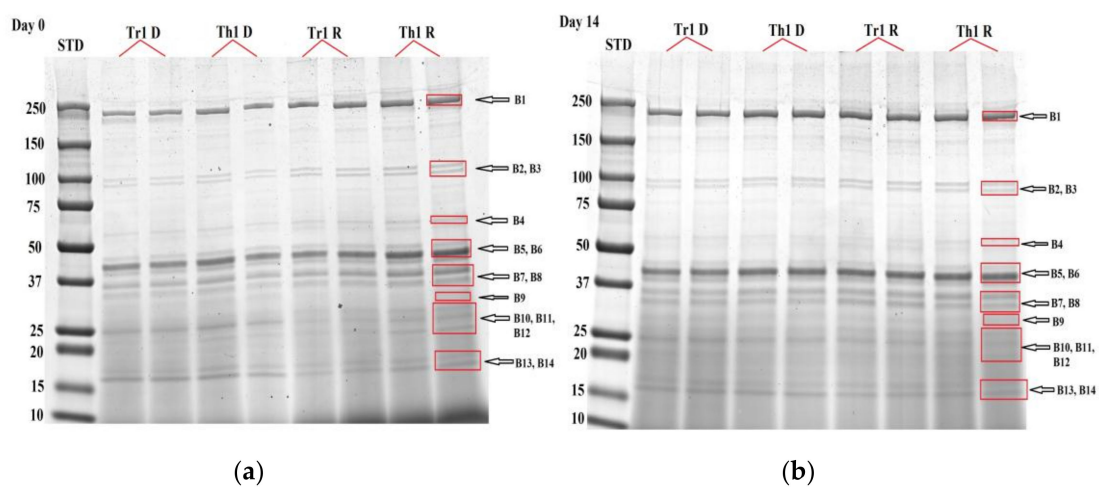 Day 0
STD
Tr1 D
Th1 D
Tr1 R
Th1 R
250
150
100
75
50
37
25
20
15
10
B1
B2, B3
B4
B5, B6
B7, B8
B9
B10, B11,
B12
B13, B14
(a)
Day 14
STD
Tr1 D
Th1 D
Tr1 R
Th1 R
250
150
100
75
50
37
25
20
15
10
B1
B2, B3
B4
B5, B6
B7, B8
B9
B10, B11,
B12
B13, B14
(b)